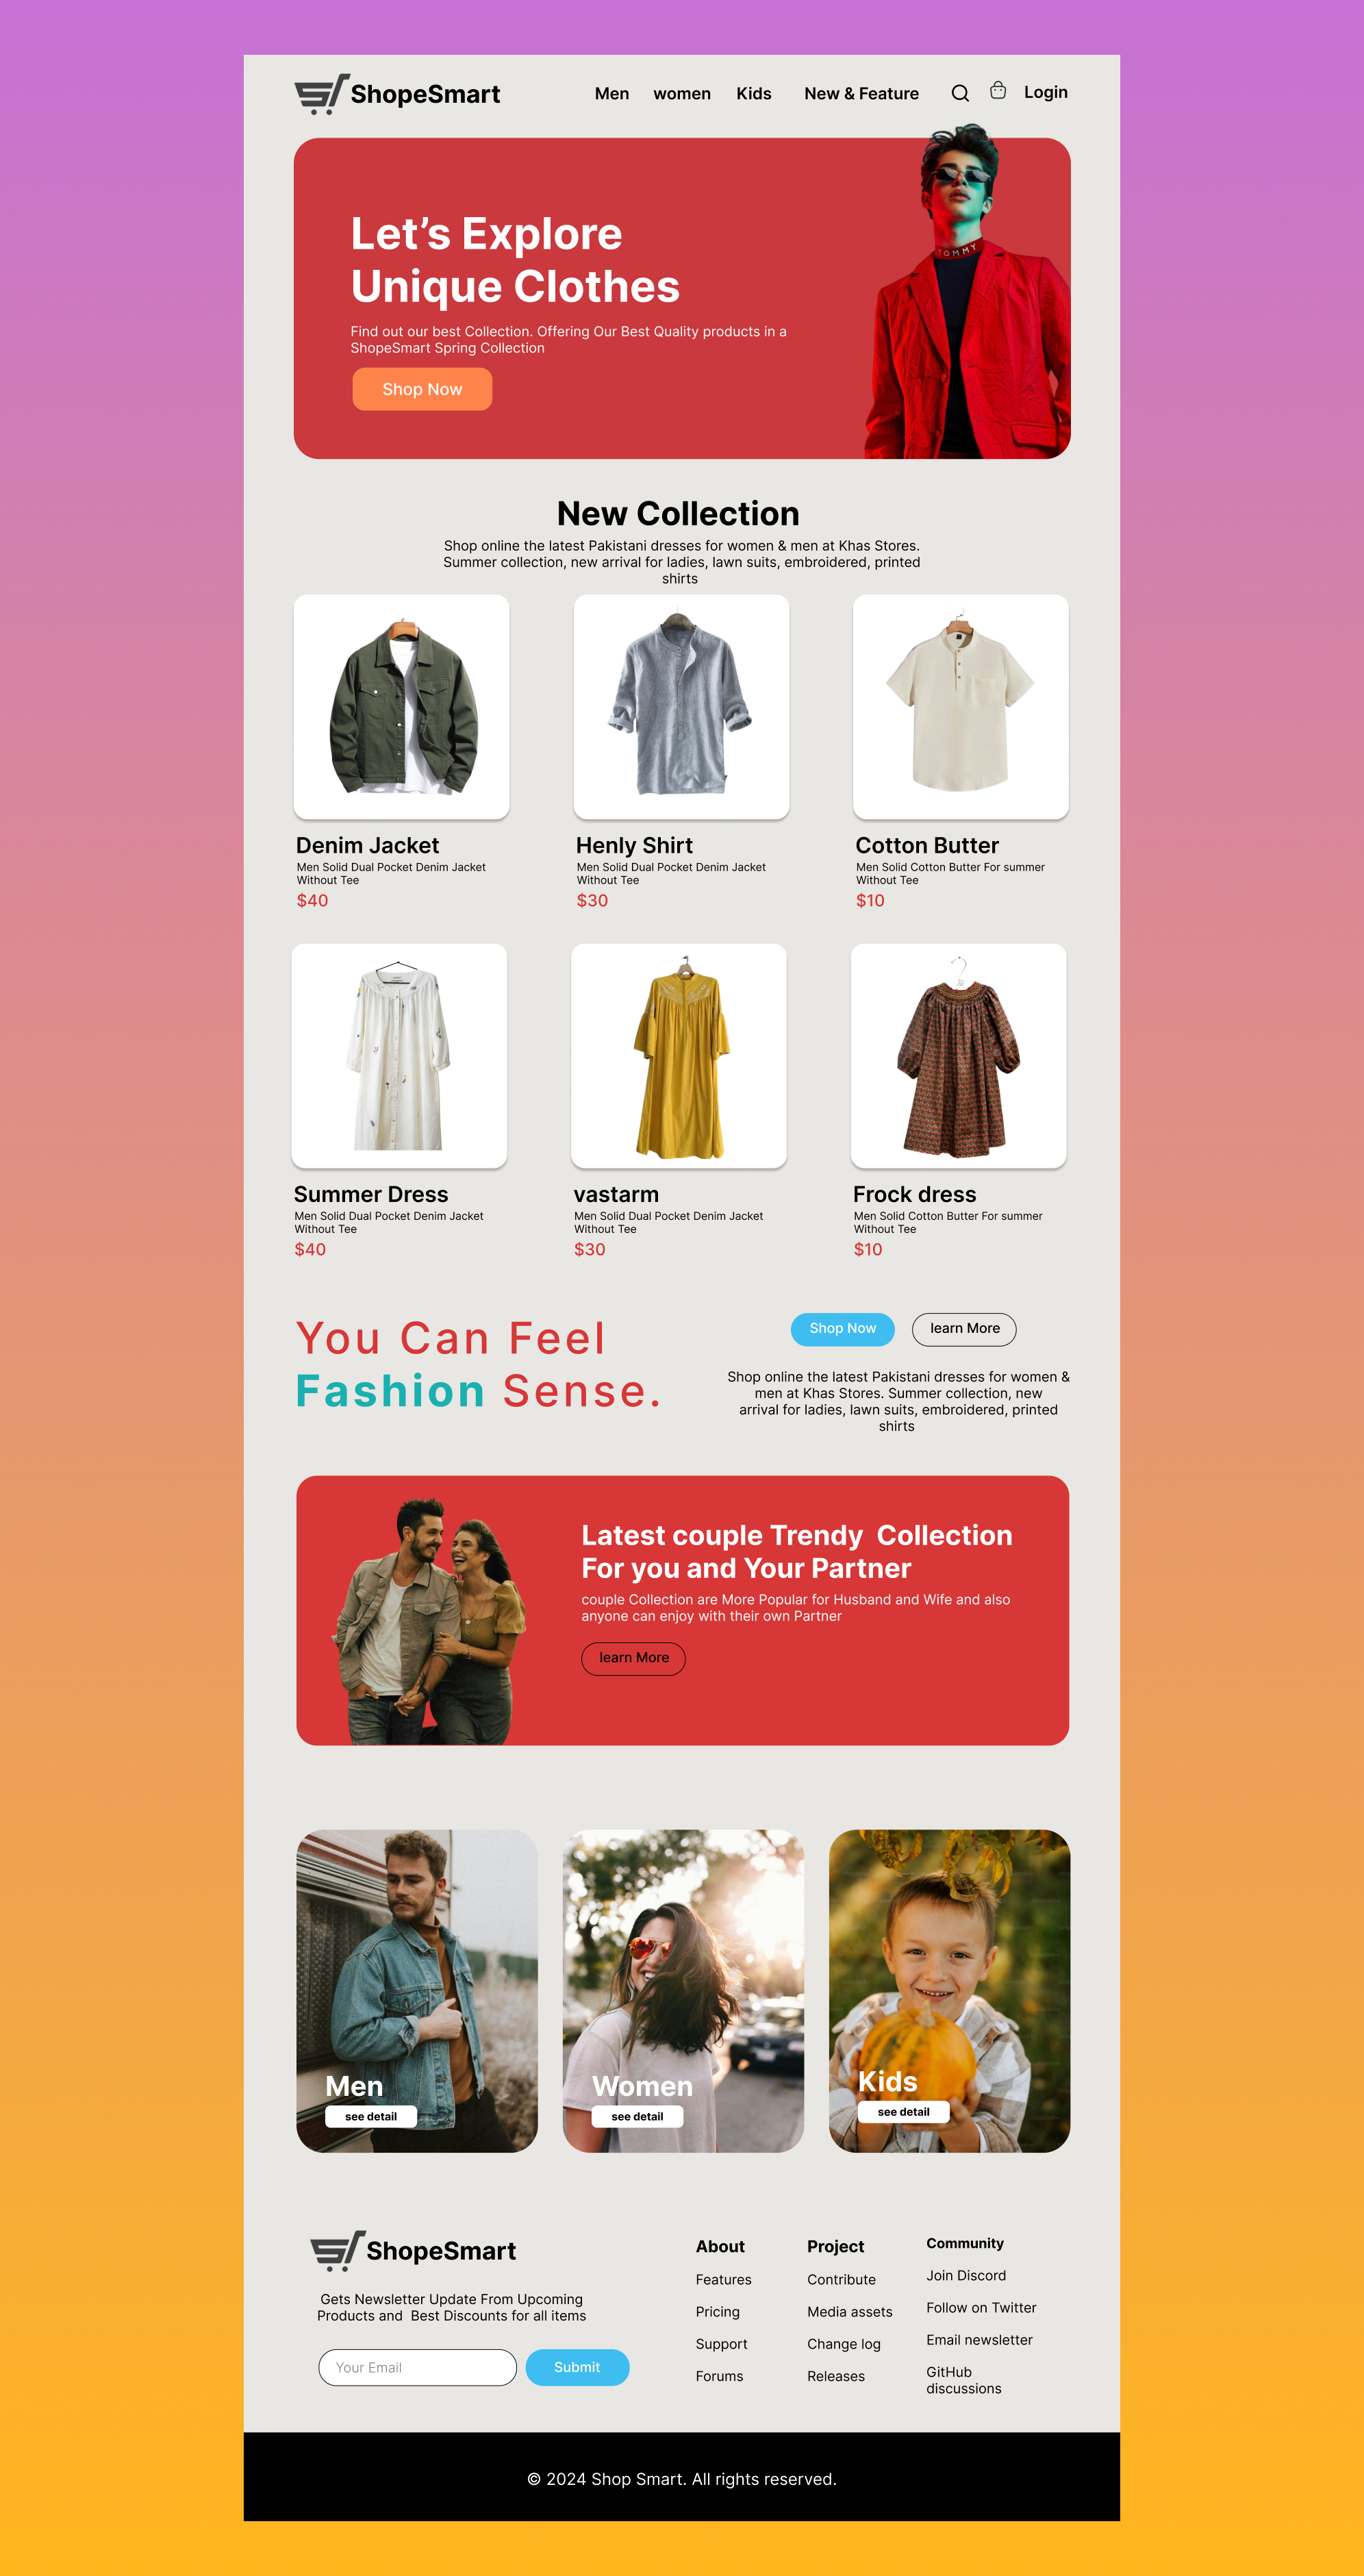 ShopeSmart
Men women Kids New & Feature Login
TOMMY
Let’s Explore
Unique Clothes
Find out our best Collection. Offering Our Best Quality products in a
ShopeSmart Spring Collection
Shop Now
New Collection
Shop online the latest Pakistani dresses for women & men at Khas Stores.
Summer collection, new arrival for ladies, lawn suits, embroidered, printed
shirts
Denim Jacket
Men Solid Dual Pocket Denim Jacket
Without Tee
$40
Henly Shirt
Men Solid Dual Pocket Denim Jacket
Without Tee
$30
Cotton Butter
Men Solid Cotton Butter For summer
Without Tee
$10
Summer Dress
Men Solid Dual Pocket Denim Jacket
Without Tee
$40
vastarm
Men Solid Dual Pocket Denim Jacket
Without Tee
$30
Frock dress
Men Solid Cotton Butter For summer
Without Tee
$10
You Can Feel
Fashion Sense.
Shop Now
learn More
Shop online the latest Pakistani dresses for women &
men at Khas Stores. Summer collection, new
arrival for ladies, lawn suits, embroidered, printed
shirts
Latest couple Trendy Collection
For you and Your Partner
couple Collection are More Popular for Husband and Wife and also
anyone can enjoy with their own Partner
learn More
Men
see detail
Women
see detail
Kids
see detail
ShopeSmart
Gets Newsletter Update From Upcoming
Products and Best Discounts for all items
Your Email
Submit
About
Features
Pricing
Support
Forums
Project
Contribute
Media assets
Change log
Releases
Community
Join Discord
Follow on Twitter
Email newsletter
GitHub
discussions
© 2024 Shop Smart. All rights reserved.